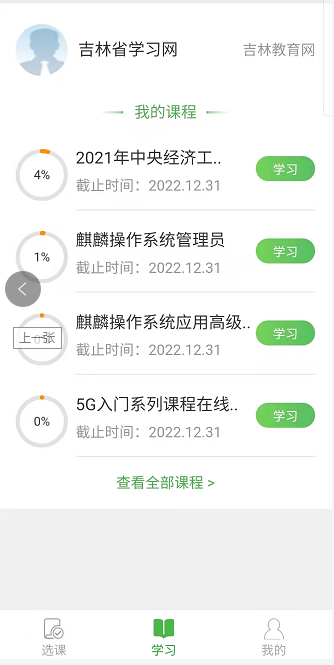 吉林省学习网
吉林教育网
我的课程
4%
2021年中央经济工..
截止时间：2022.12.31
学习
1%
麒麟操作系统管理员
截止时间：2022.12.31
学习
上一张
麒麟操作系统应用高级..
截止时间：2022.12.31
学习
0%
5G入门系列课程在线..
截止时间：2022.12.31
学习
查看全部课程 >
选课
学习
我的